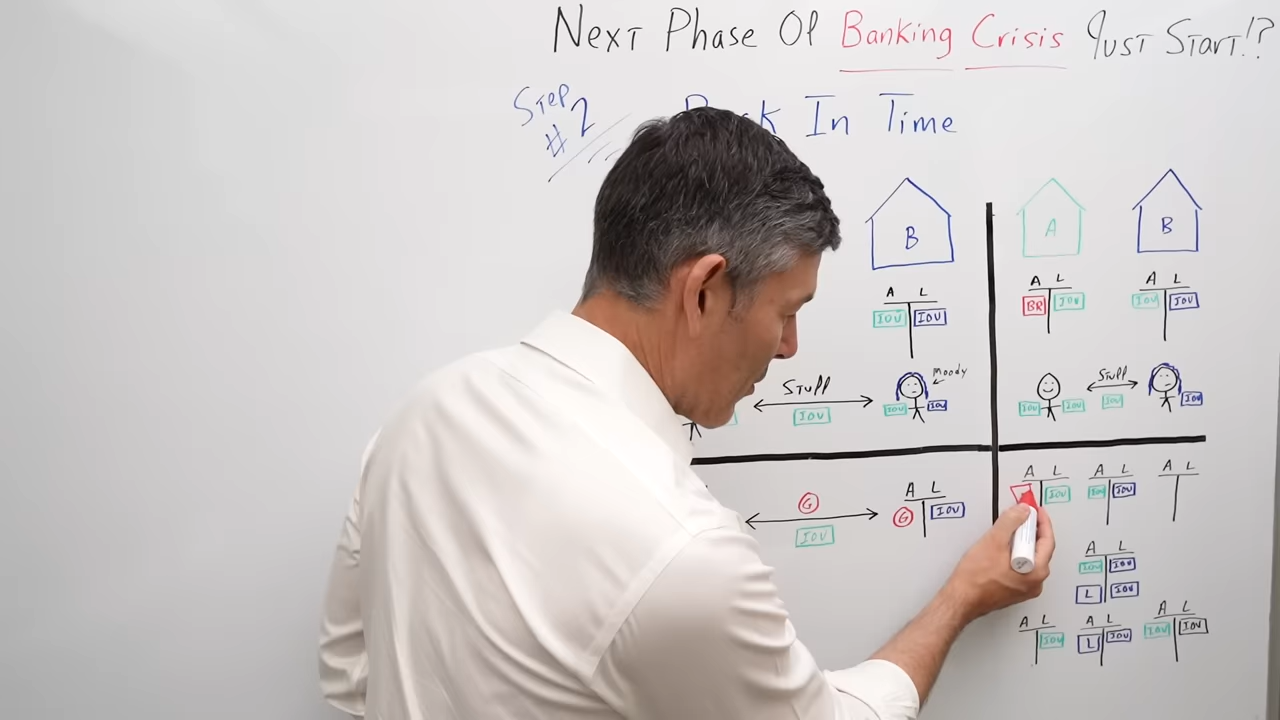 Next Phase Of Banking Crisis Just Start!?
Step #2
In Time
B
A L
IOU IOU
Moody
Stuff
IOU
IOU IOU
A B
A L A L
BR IOU IOU IOU
Stuff
IOU IOU IOU IOU
G
IOU
A L
G IOU
A L A L A L
IOU IOU IOU
A L
IOU IOU
L IOU
A L A L A L
IOU L IOU IOU IOU